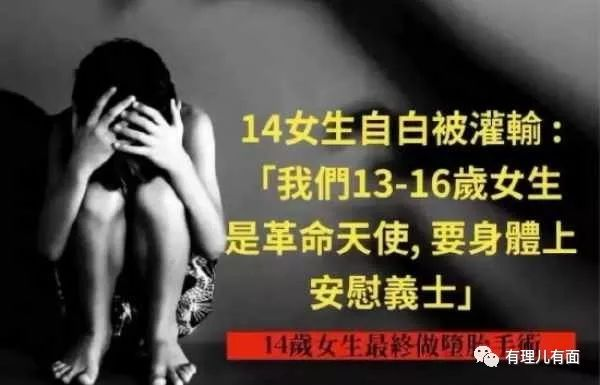 14女生自白被灌輸：
「我們13-16歲女生
是革命天使，要身體上
安慰義士」
14歲女生最終做墮胎手術
有理儿有面